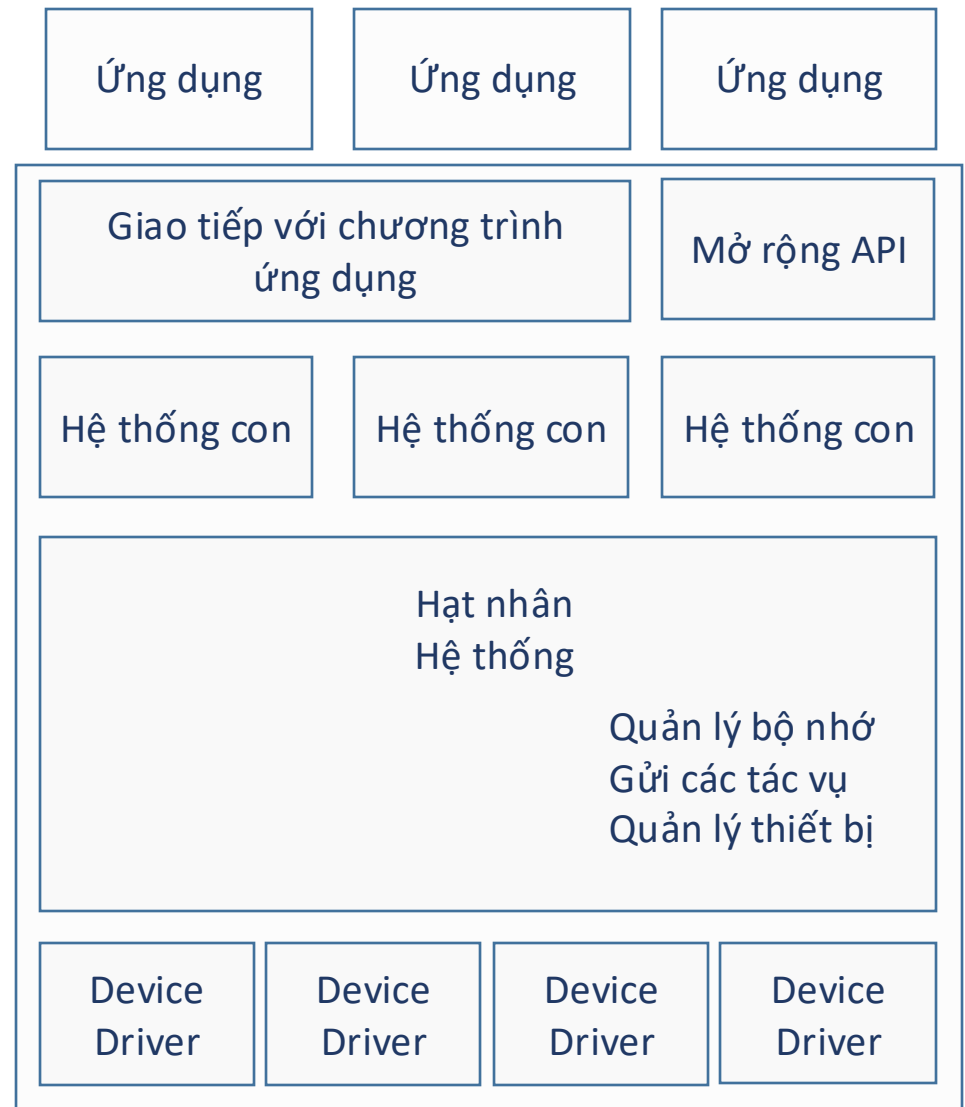 Ứng dụng
Ứng dụng
Ứng dụng
Giao tiếp với chương trình
ứng dụng
Mở rộng API
Hệ thống con
Hệ thống con
Hệ thống con
Hạt nhân
Hệ thống
Quản lý bộ nhớ
Gửi các tác vụ
Quản lý thiết bị
Device
Driver
Device
Driver
Device
Driver
Device
Driver